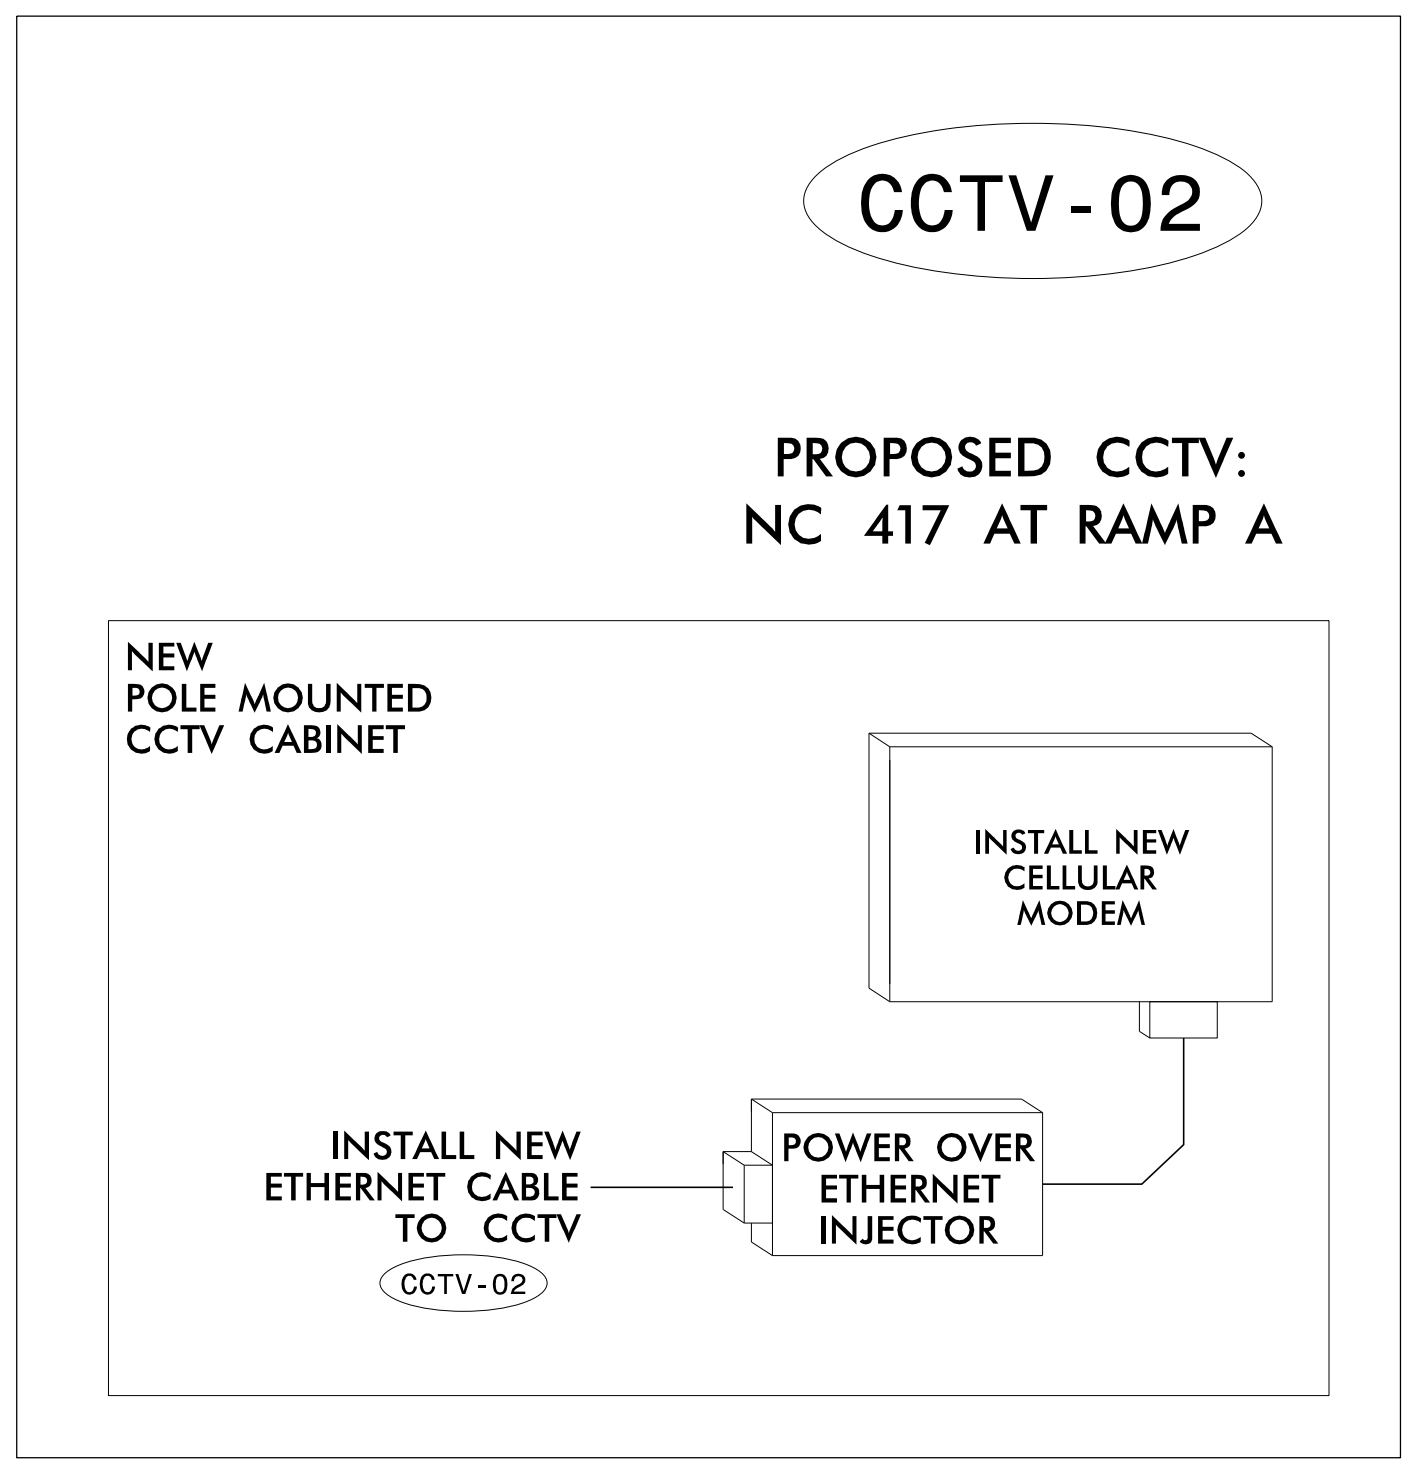 CCTV-02
PROPOSED CCTV:
NC 417 AT RAMP A
NEW
POLE MOUNTED
CCTV CABINET
INSTALL NEW
CELLULAR
MODEM
INSTALL NEW
ETHERNET CABLE
TO CCTV
CCTV-02
POWER OVER
ETHERNET
INJECTOR